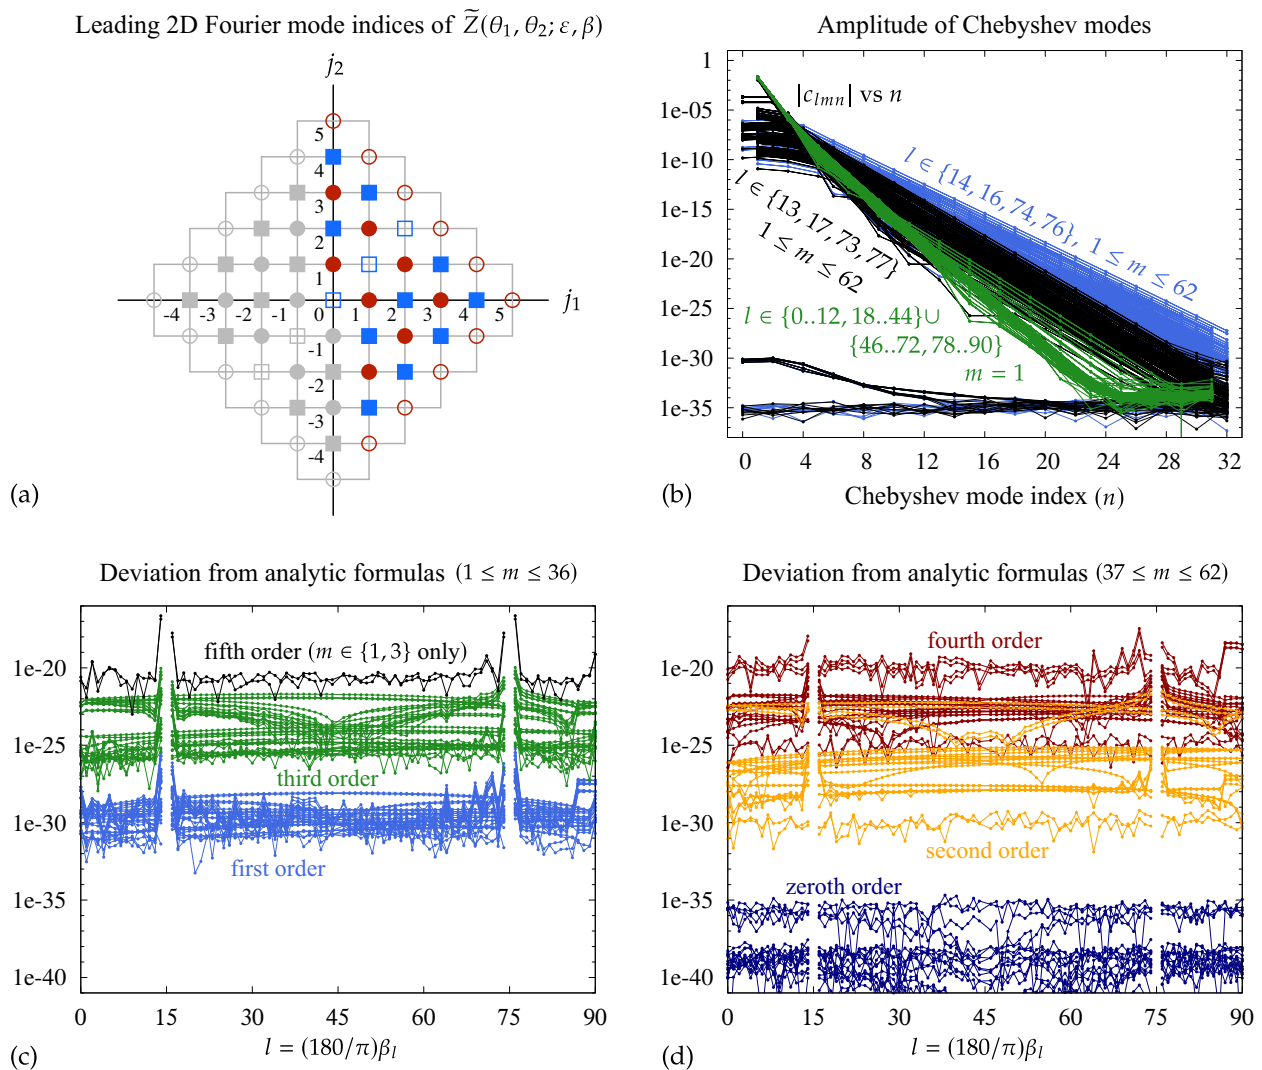 Leading 2D Fourier mode indices of Z̃(θ₁, θ₂; ε, β)
j₂
5
4
3
2
1
-4 -3 -2 -1 0 1 2 3 4 5
j₁
-1
-2
-3
-4
(a)
Amplitude of Chebyshev modes
1
1e-05
1e-10
1e-15
1e-20
1e-25
1e-30
1e-35
|cₗₘₙ| vs n
l ∈ {14, 16, 74, 76}, 1 ≤ m ≤ 62
l ∈ {13, 17, 73, 77}
1 ≤ m ≤ 62
l ∈ {0..12, 18..44}∪
{46..72, 78..90}
m = 1
0 4 8 12 16 20 24 28 32
Chebyshev mode index (n)
(b)
Deviation from analytic formulas (1 ≤ m ≤ 36)
1e-20
1e-25
1e-30
1e-35
1e-40
fifth order (m ∈ {1, 3} only)
third order
first order
0 15 30 45 60 75 90
l = (180/π)βₗ
(c)
Deviation from analytic formulas (37 ≤ m ≤ 62)
1e-20
1e-25
1e-30
1e-35
1e-40
fourth order
second order
zeroth order
0 15 30 45 60 75 90
l = (180/π)βₗ
(d)